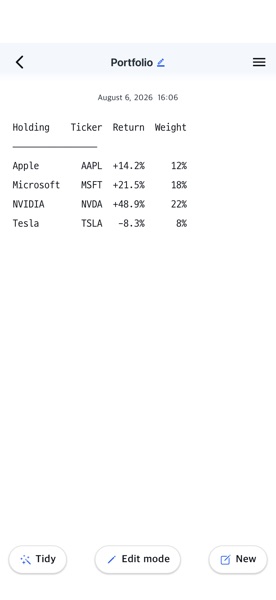 Portfolio
August 6, 2026 16:06
Holding Ticker Return Weight
Apple AAPL +14.2% 12%
Microsoft MSFT +21.5% 18%
NVIDIA NVDA +48.9% 22%
Tesla TSLA −8.3% 8%
Tidy
Edit mode
New